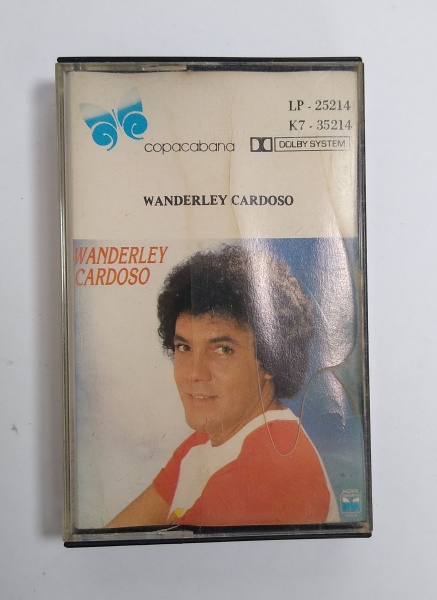 copacabana
LP - 25214
K7 - 35214
DOLBY SYSTEM
WANDERLEY CARDOSO
WANDERLEY
CARDOSO